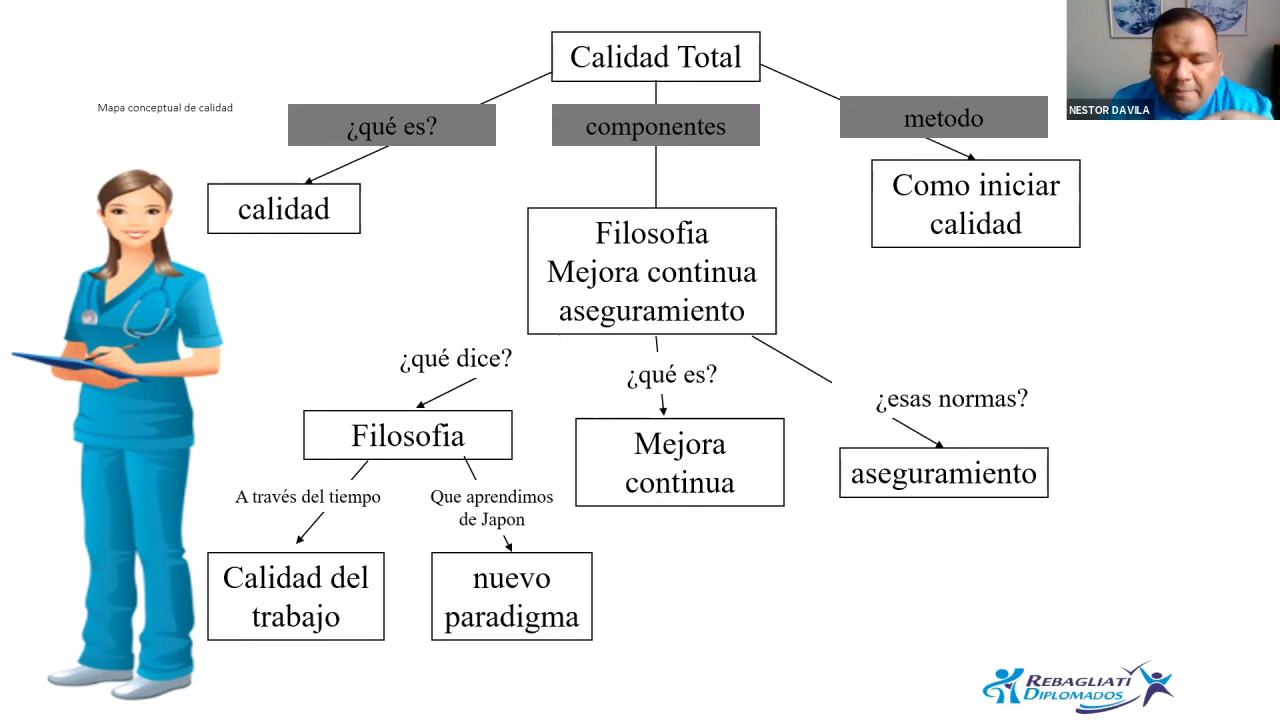 Calidad Total
NESTOR DAVILA
Mapa conceptual de calidad
¿qué es?
componentes
metodo
calidad
Como iniciar
calidad
Filosofia
Mejora continua
aseguramiento
¿qué dice?
¿qué es?
¿esas normas?
Filosofia
Mejora
continua
aseguramiento
A través del tiempo
Que aprendimos
de Japon
Calidad del
trabajo
nuevo
paradigma
REBAGLIATI
DIPLOMADOS